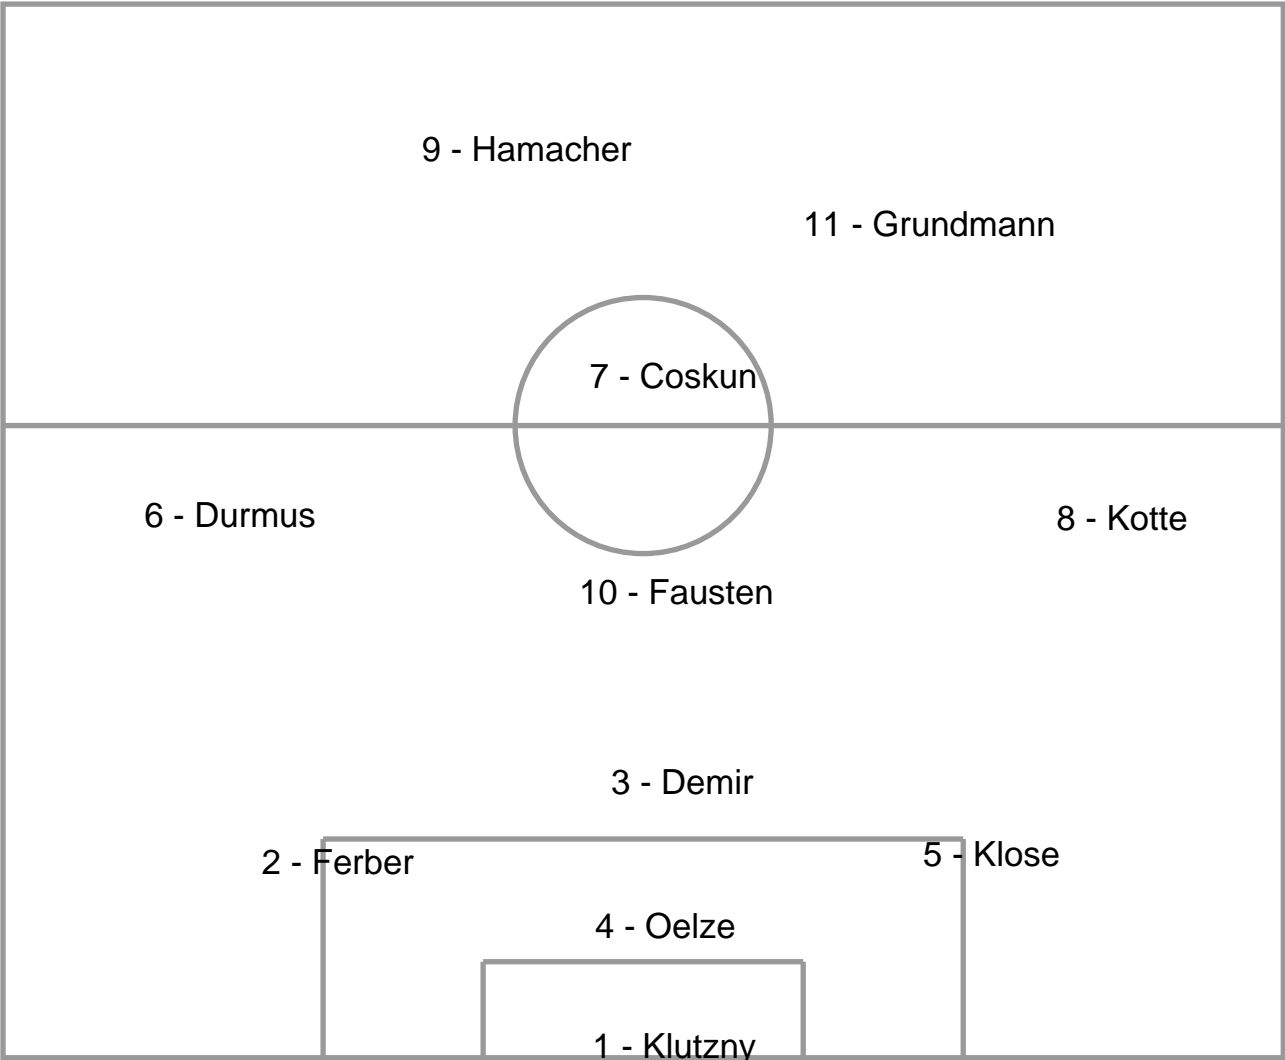 9 - Hamacher
11 - Grundmann
7 - Coskun
6 - Durmus
8 - Kotte
10 - Fausten
3 - Demir
2 - Ferber
5 - Klose
4 - Oelze
1 - Klutzny